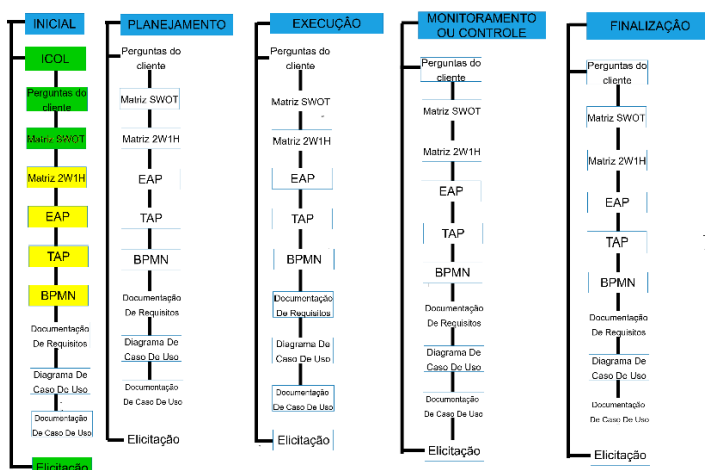 INICIAL
ICOL
Perguntas do
cliente
Matriz SWOT
Matriz 2W1H
EAP
TAP
BPMN
Documentação
De Requisitos
Diagrama De
Caso De Uso
Documentação
De Caso De Uso
Elicitação
PLANEJAMENTO
Perguntas do
cliente
Matriz SWOT
Matriz 2W1H
EAP
TAP
BPMN
Documentação
De Requisitos
Diagrama De
Caso De Uso
Documentação
De Caso De Uso
Elicitação
EXECUÇÂO
Perguntas do
cliente
Matriz SWOT
Matriz 2W1H
EAP
TAP
BPMN
Documentação
De Requisitos
Diagrama De
Caso De Uso
Documentação
De Caso De Uso
Elicitação
MONITORAMENTO
OU CONTROLE
Perguntas do
cliente
Matriz SWOT
Matriz 2W1H
EAP
TAP
BPMN
Documentação
De Requisitos
Diagrama De
Caso De Uso
Documentação
De Caso De Uso
Elicitação
FINALIZAÇÂO
Perguntas do
cliente
Matriz SWOT
Matriz 2W1H
EAP
TAP
BPMN
Documentação
De Requisitos
Diagrama De
Caso De Uso
Documentação
De Caso De Uso
Elicitação